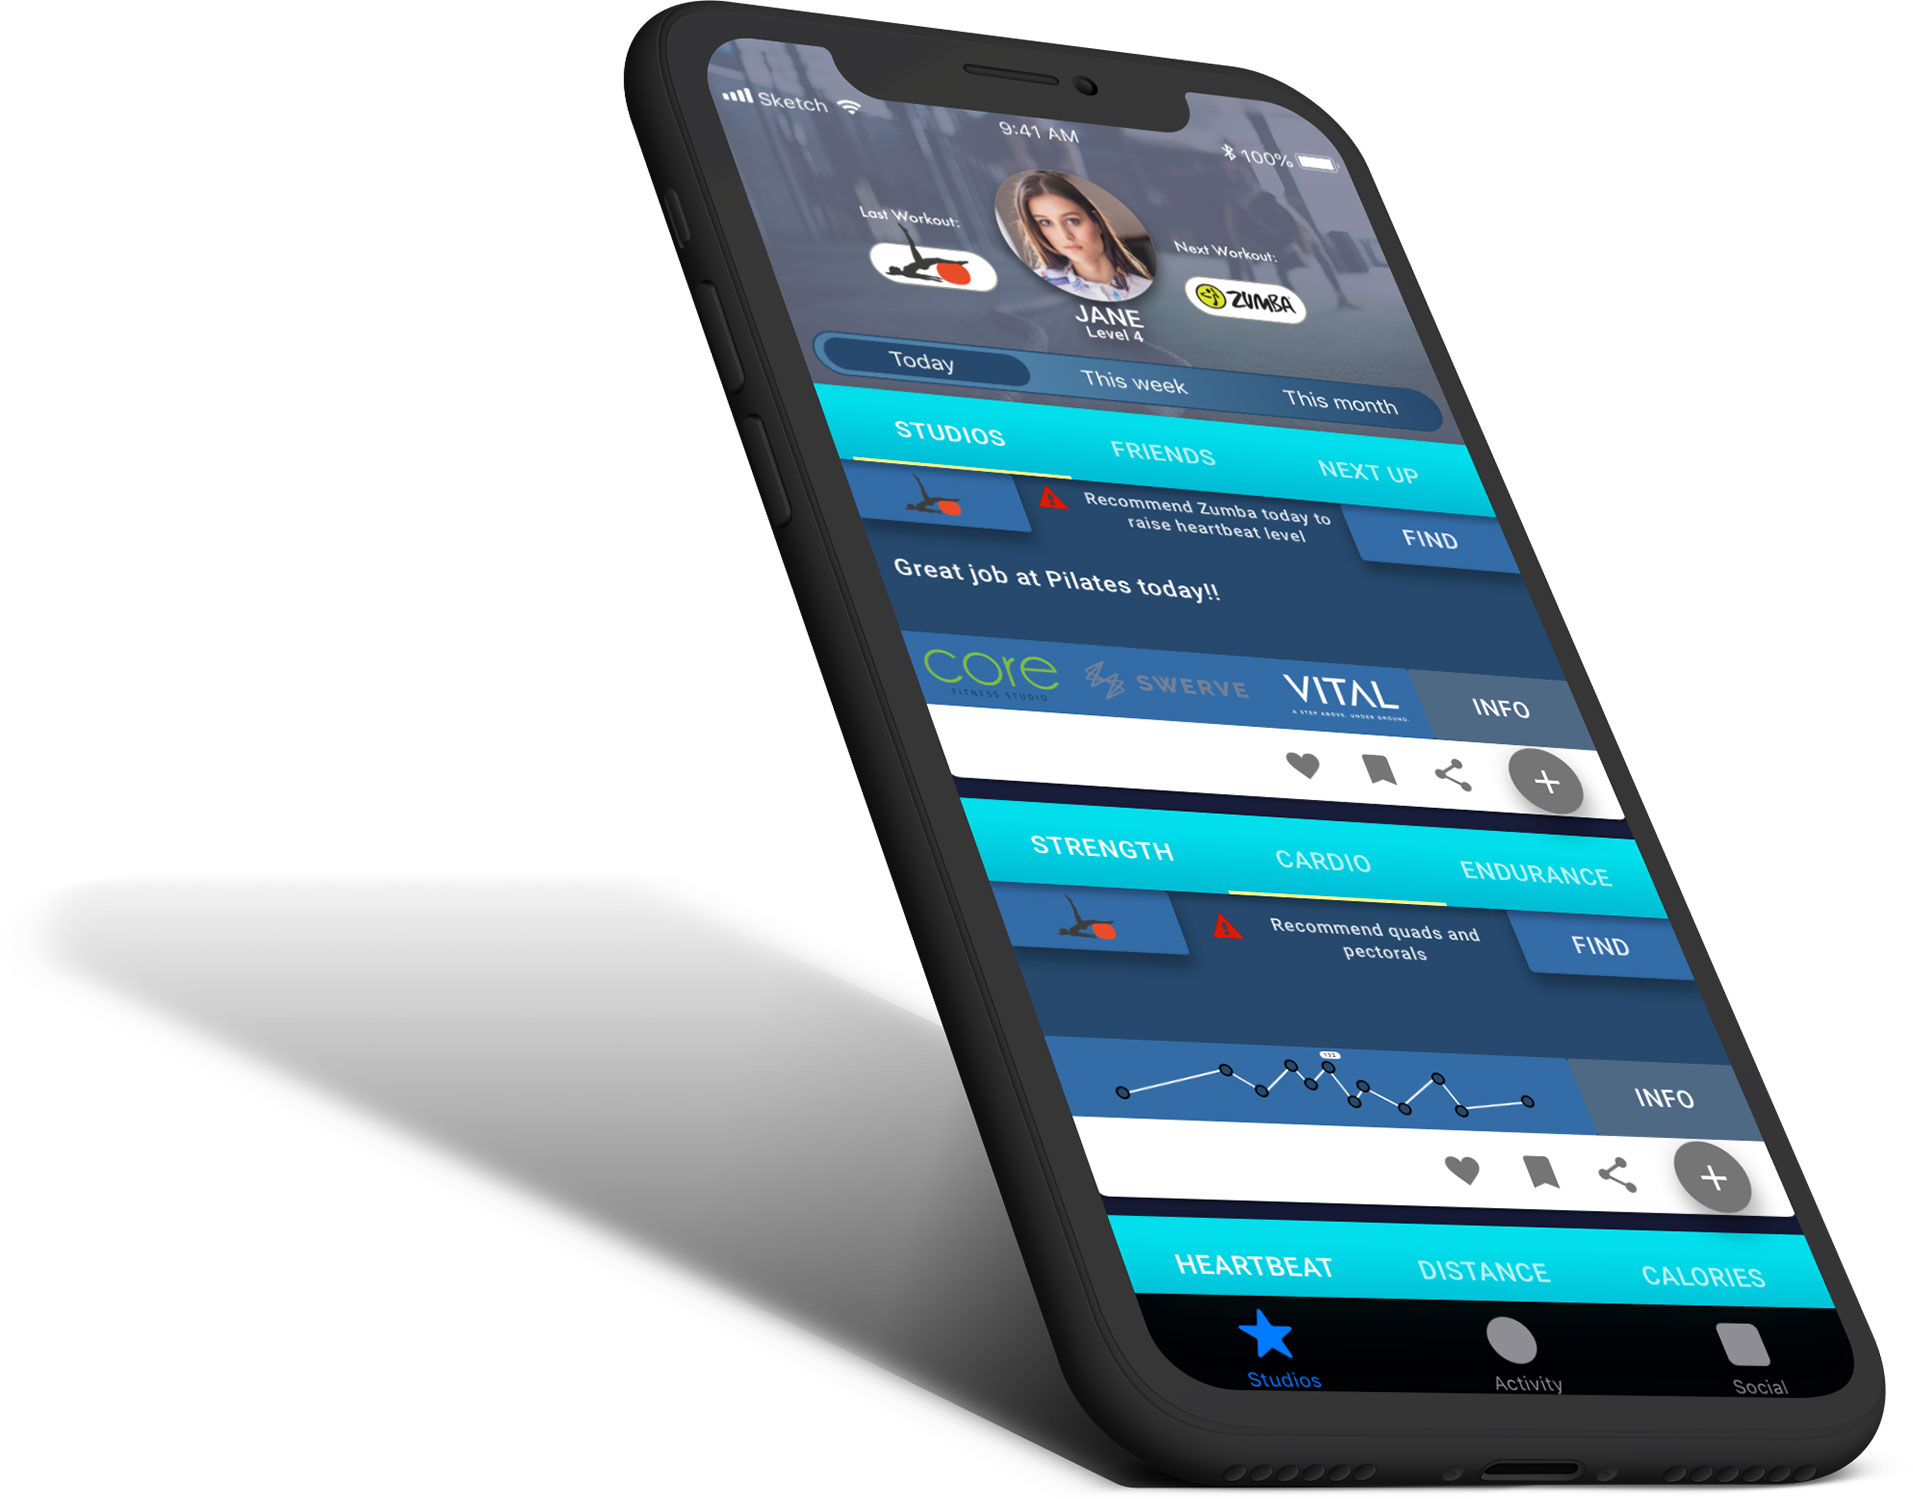 Sketch
9:41 AM
100%
Last Workout:
Next Workout:
ZUMBA
JANE
Level 4
Today
This week
This month
STUDIOS
FRIENDS
NEXT UP
Recommend Zumba today to
raise heartbeat level
FIND
Great job at Pilates today!!
core
FITNESS STUDIO
SWERVE
VITAL
A STEP ABOVE. UNDER GROUND.
INFO
STRENGTH
CARDIO
ENDURANCE
Recommend quads and
pectorals
FIND
INFO
HEARTBEAT
DISTANCE
CALORIES
Studios
Activity
Social